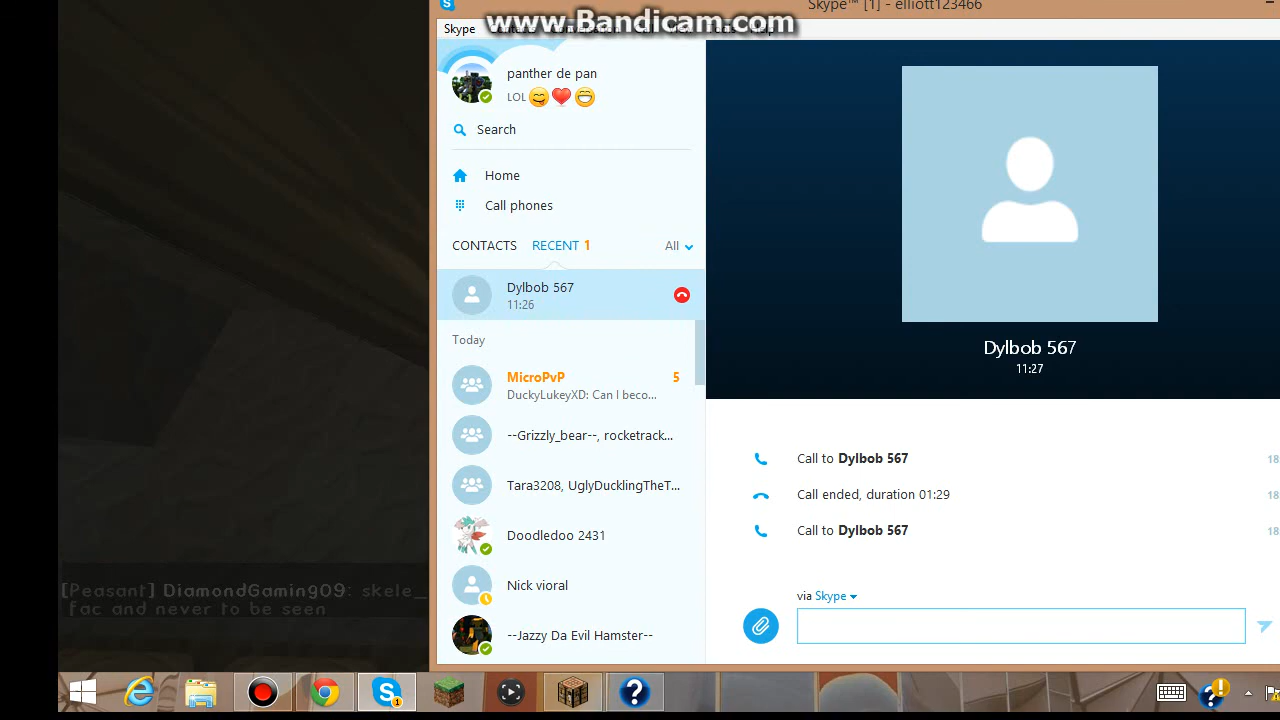 www.Bandicam.com
Skype™ [1] - elliott123466
Skype
panther de pan
LOL
Search
Home
Call phones
CONTACTS RECENT 1 All
Dylbob 567
11:26
Today
MicroPvP 5
DuckyLukeyXD: Can I beco...
--Grizzly_bear--, rocketrack...
Tara3208, UglyDucklingTheT...
Doodledoo 2431
Nick vioral
--Jazzy Da Evil Hamster--
Dylbob 567
11:27
Call to Dylbob 567 18
Call ended, duration 01:29 18
Call to Dylbob 567 18
via Skype
[Peasant] DiamondGaming09: skele_
fac and never to be seen
1